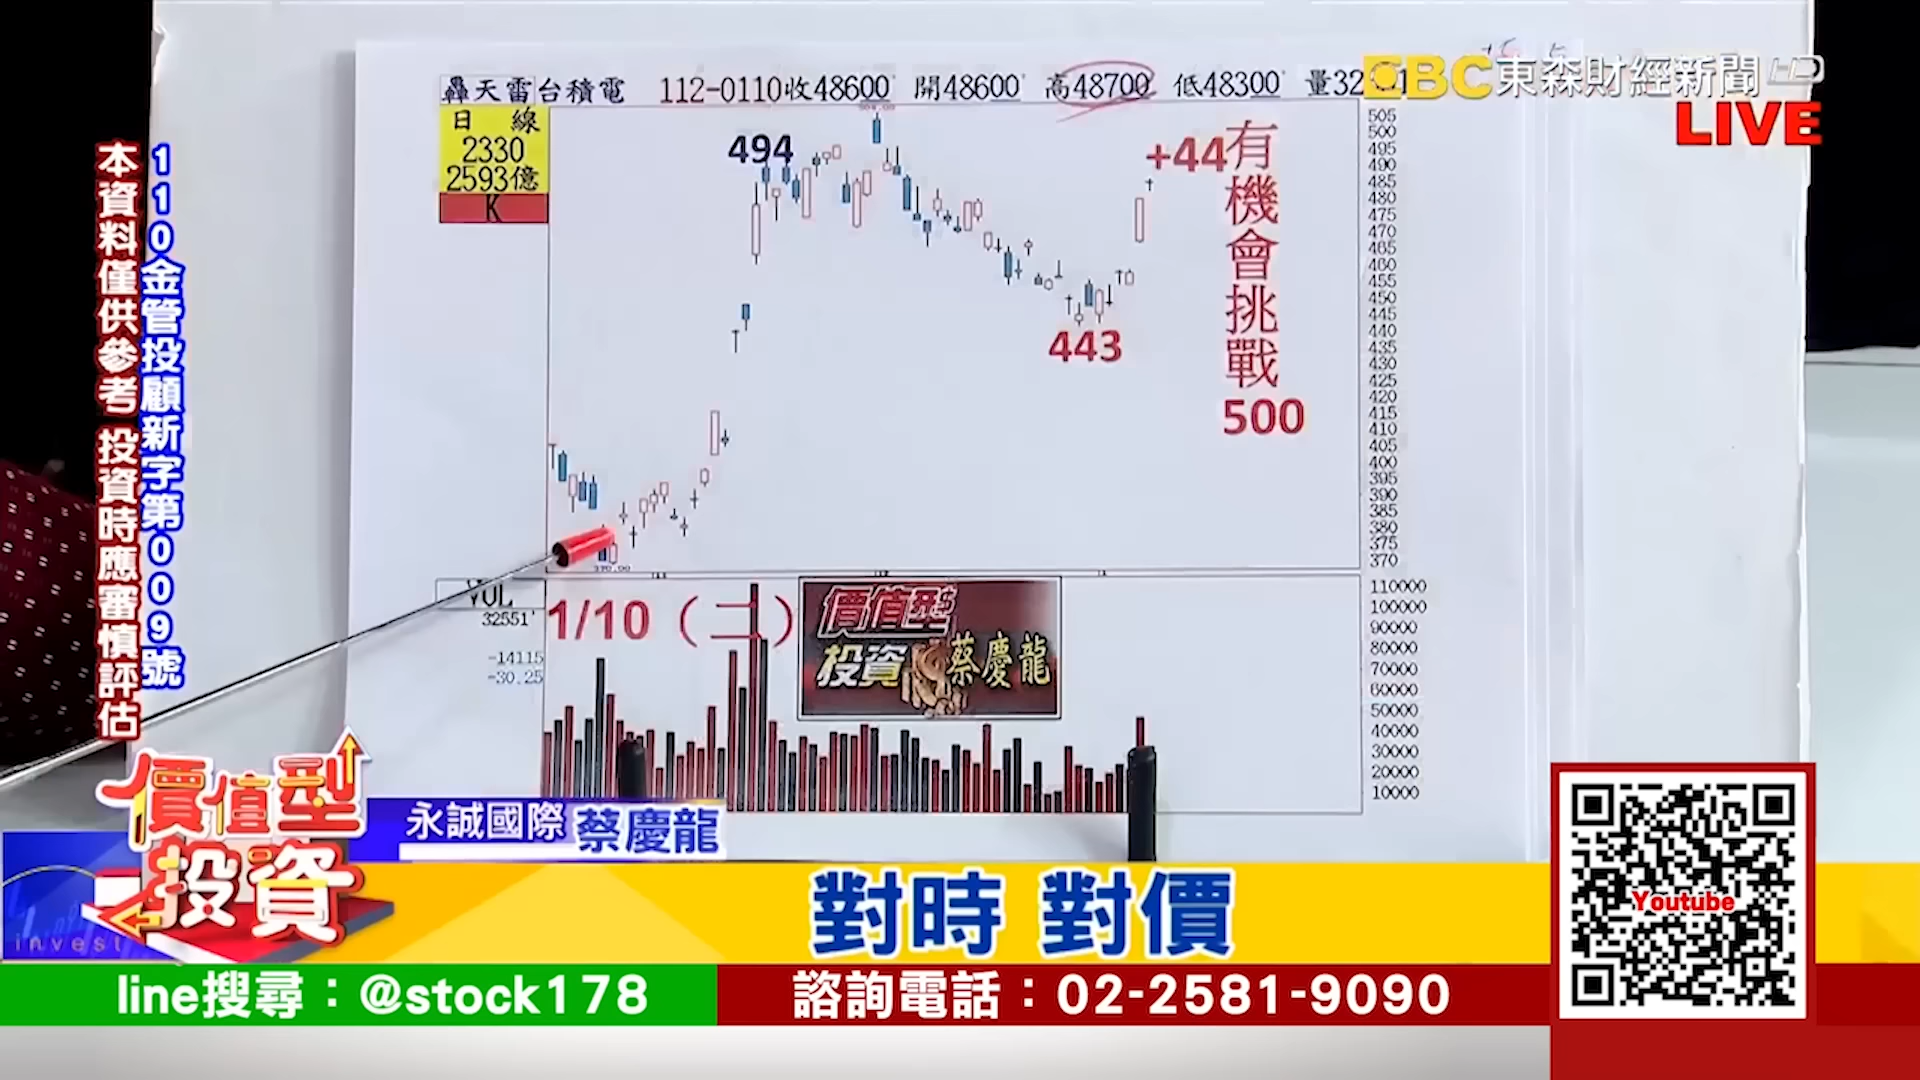 轟天雷台積電 112-0110收48600' 開48600' 高48700' 低48300' 量32
EBC東森財經新聞HD
LIVE
日 線
2330
2593億
K
494
+44
有機會挑戰
500
443
505
500
495
490
485
480
475
470
465
460
455
450
445
440
435
430
425
420
415
410
405
400
395
390
385
380
375
370
VOL
32551'
-14115
-30.25
1/10（二）
價值型
投資
蔡慶龍
110000
100000
90000
80000
70000
60000
50000
40000
30000
20000
10000
110金管投顧新字第009號
本資料僅供參考 投資時應審慎評估
價值型
投資
invest
永誠國際 蔡慶龍
對時 對價
line搜尋：@stock178
諮詢電話：02-2581-9090
Youtube